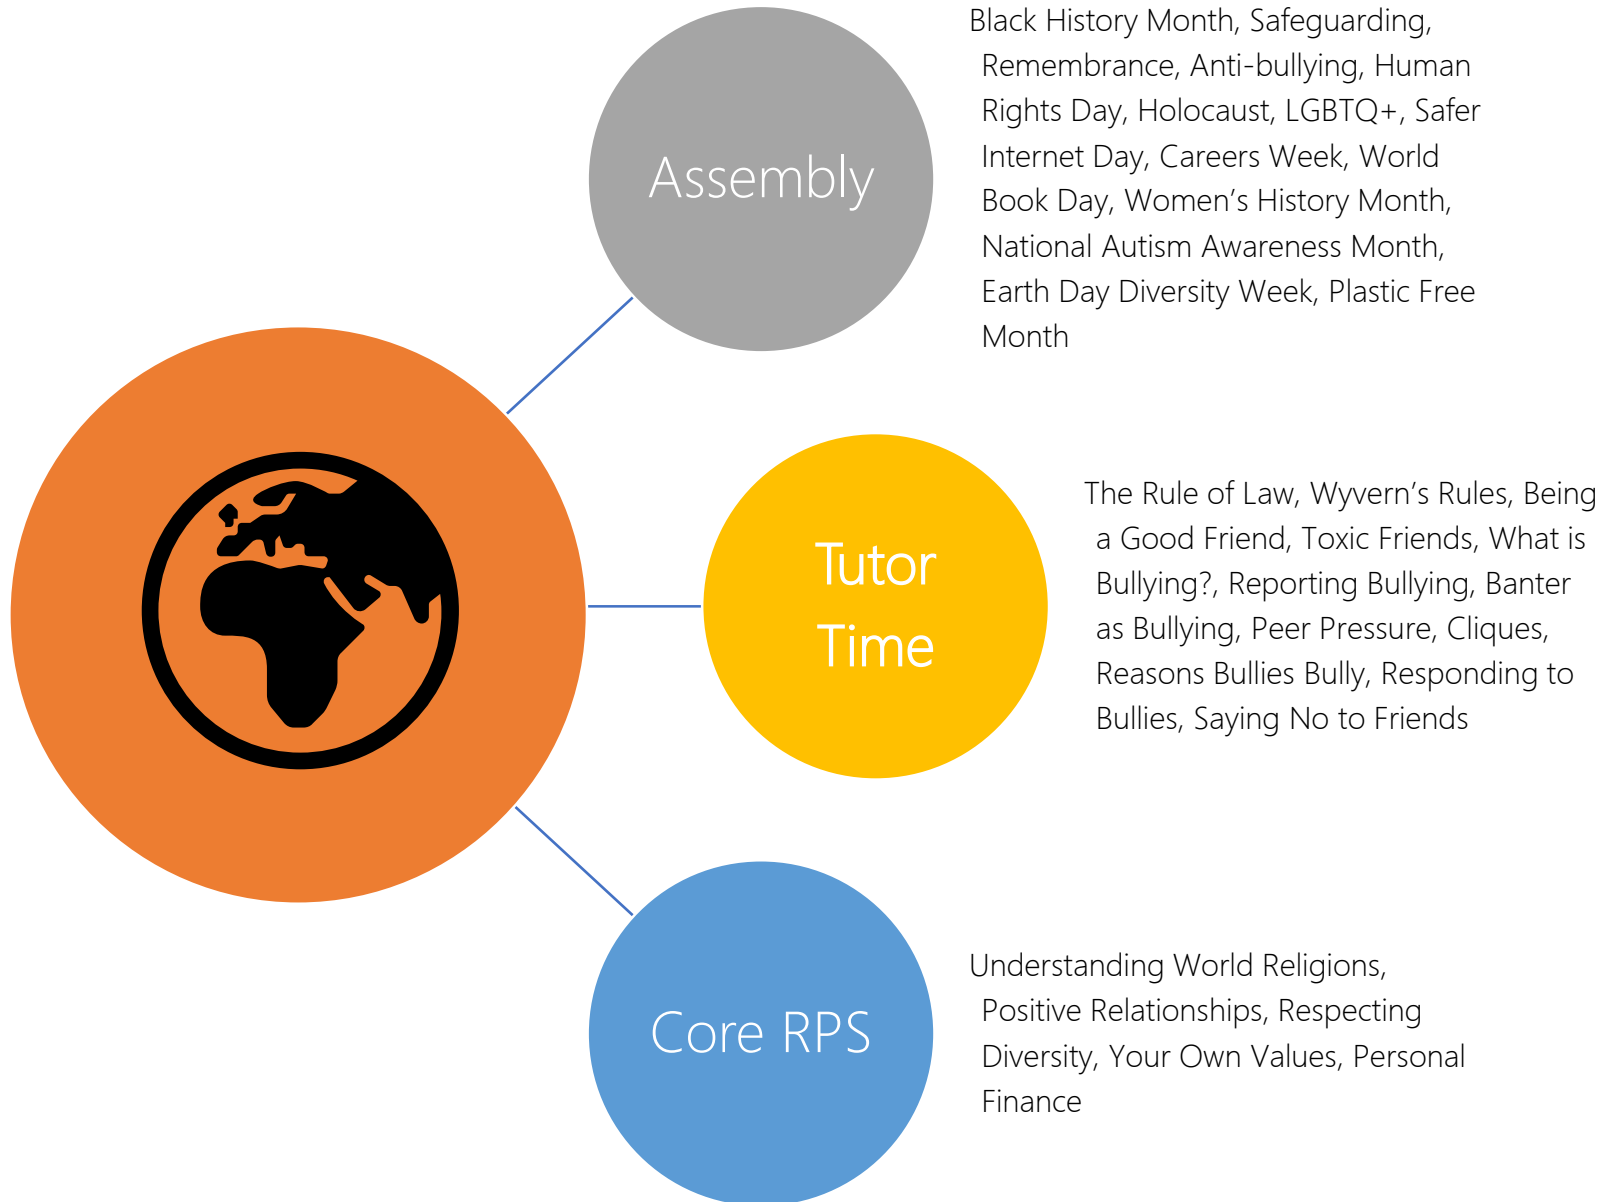 Assembly
Black History Month, Safeguarding,
Remembrance, Anti-bullying, Human
Rights Day, Holocaust, LGBTQ+, Safer
Internet Day, Careers Week, World
Book Day, Women’s History Month,
National Autism Awareness Month,
Earth Day Diversity Week, Plastic Free
Month
Tutor
Time
The Rule of Law, Wyvern’s Rules, Being
a Good Friend, Toxic Friends, What is
Bullying?, Reporting Bullying, Banter
as Bullying, Peer Pressure, Cliques,
Reasons Bullies Bully, Responding to
Bullies, Saying No to Friends
Core RPS
Understanding World Religions,
Positive Relationships, Respecting
Diversity, Your Own Values, Personal
Finance